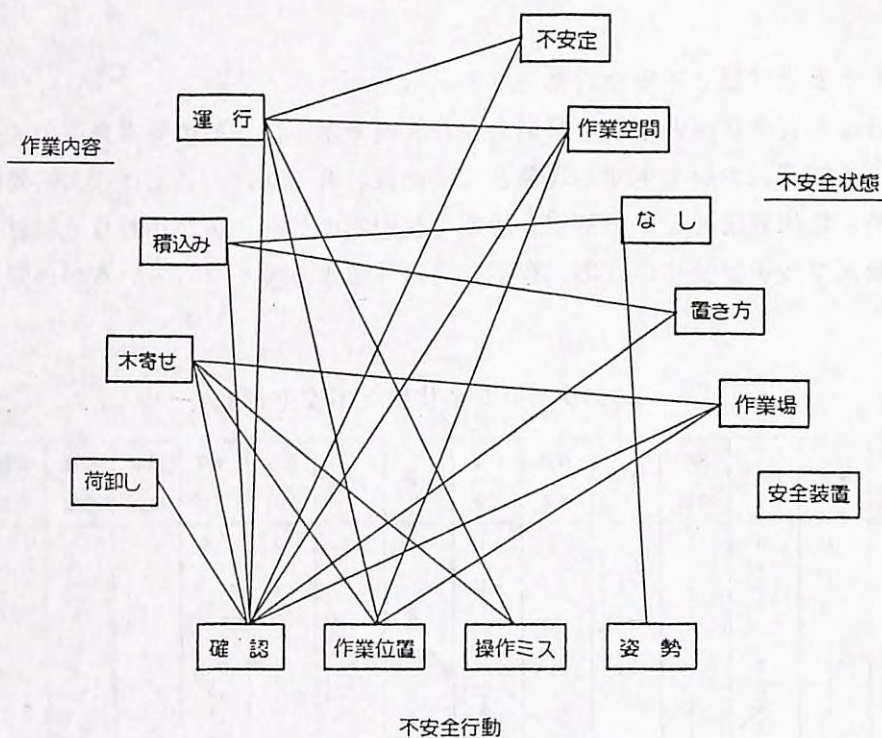 不安定
運行
作業空間
作業内容
不安全状態
なし
積込み
置き方
木寄せ
作業場
荷卸し
安全装置
確認
作業位置
操作ミス
姿勢
不安全行動